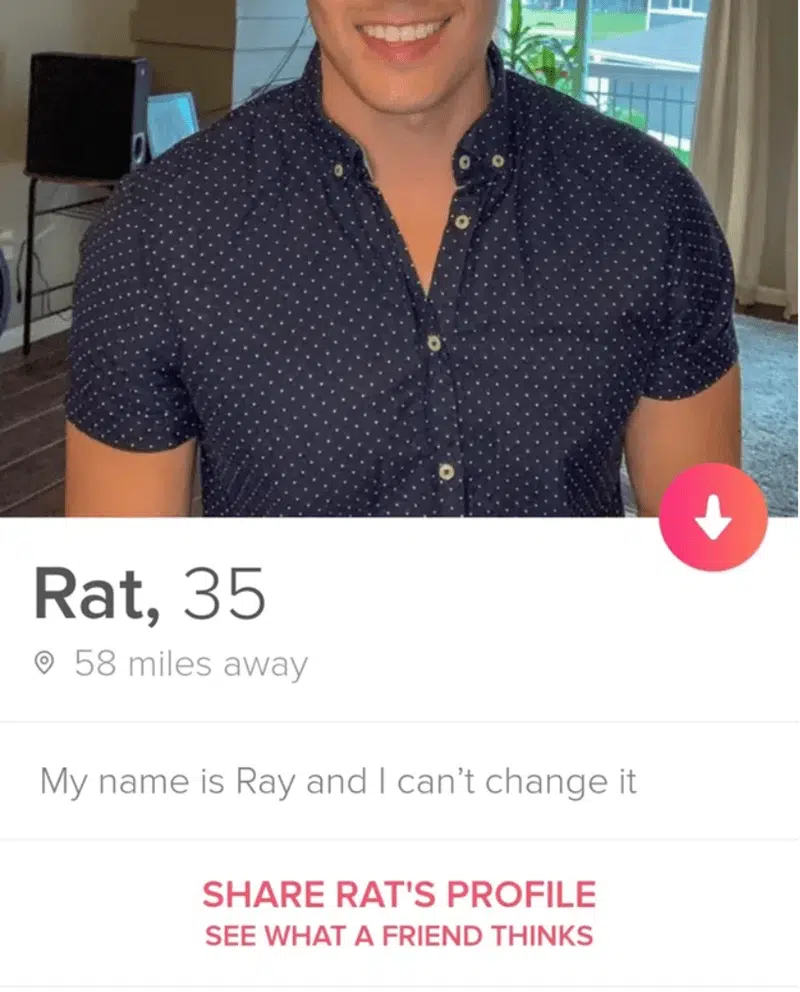 Rat, 35
58 miles away
My name is Ray and I can't change it
SHARE RAT'S PROFILE
SEE WHAT A FRIEND THINKS